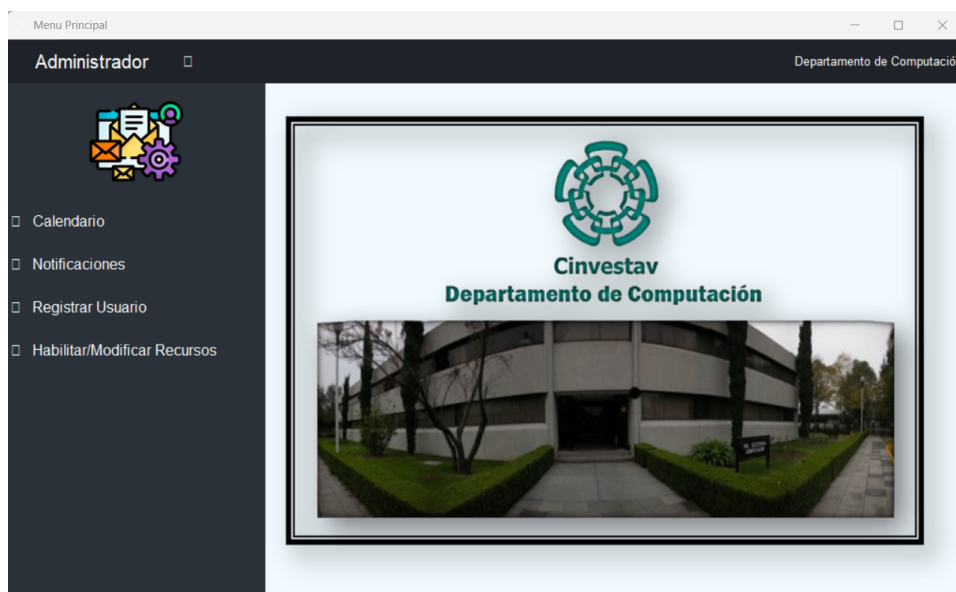 Menu Principal
Administrador
Departamento de Computació
Calendario
Notificaciones
Registrar Usuario
Habilitar/Modificar Recursos
Cinvestav
Departamento de Computación